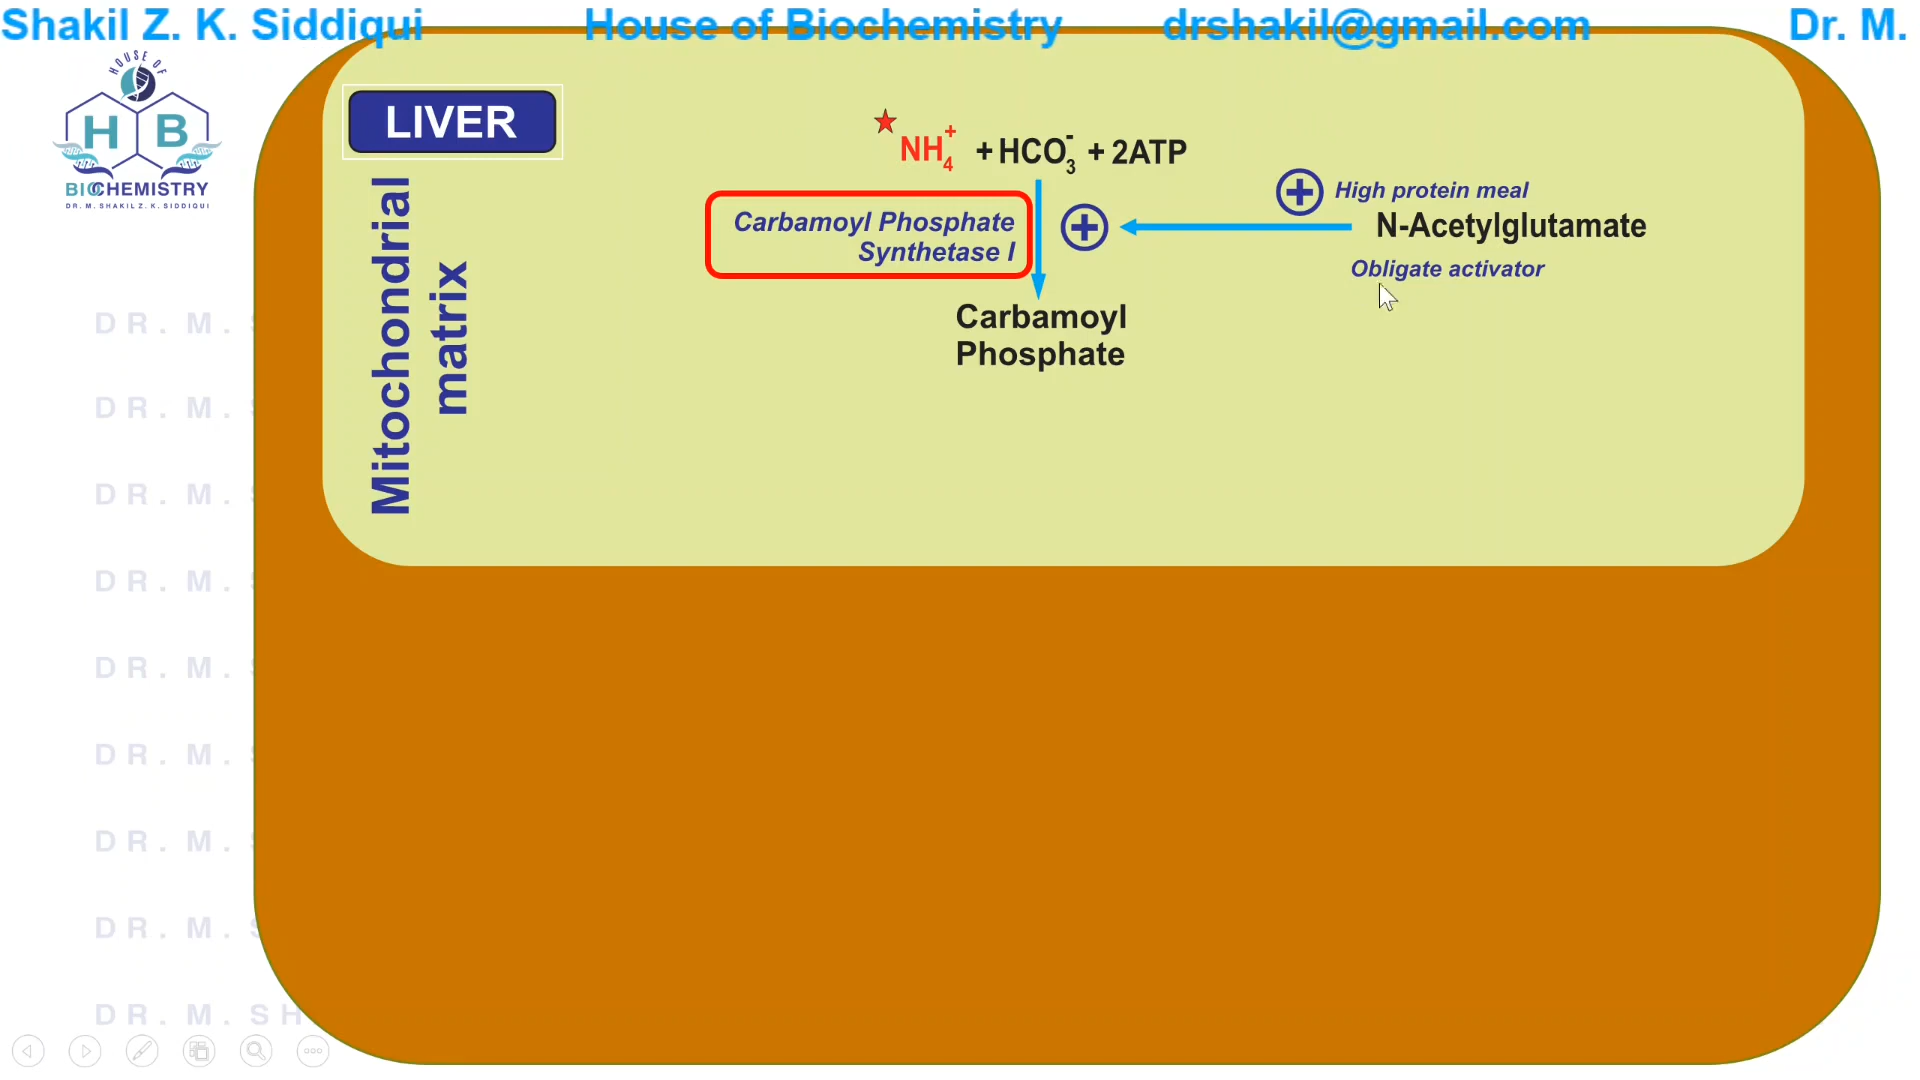 Shakil Z. K. Siddiqui House of Biochemistry drshakil@gmail.com Dr. M.
HOUSE OF
H B
BIOCHEMISTRY
DR. M. SHAKIL Z. K. SIDDIQUI
LIVER
Mitochondrial
matrix
NH4+ + HCO3- + 2ATP
Carbamoyl Phosphate
Synthetase I
High protein meal
N-Acetylglutamate
Obligate activator
Carbamoyl
Phosphate
DR. M. S
DR. M. S
DR. M. S
DR. M. S
DR. M. S
DR. M. S
DR. M. S
DR. M. S
DR. M. SH